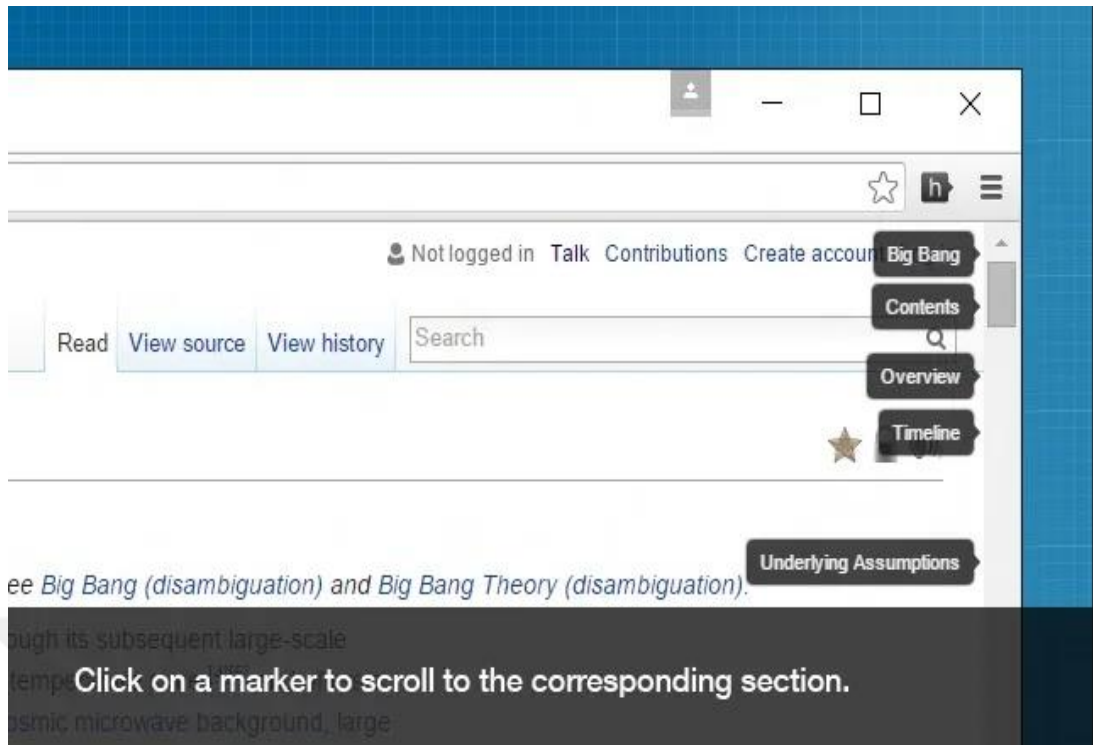 h
Not logged in Talk Contributions Create accoun
Big Bang
Contents
Read View source View history Search
Overview
Timeline
Underlying Assumptions
ee Big Bang (disambiguation) and Big Bang Theory (disambiguation).
ough its subsequent large-scale
Click on a marker to scroll to the corresponding section.
osmic microwave background, large